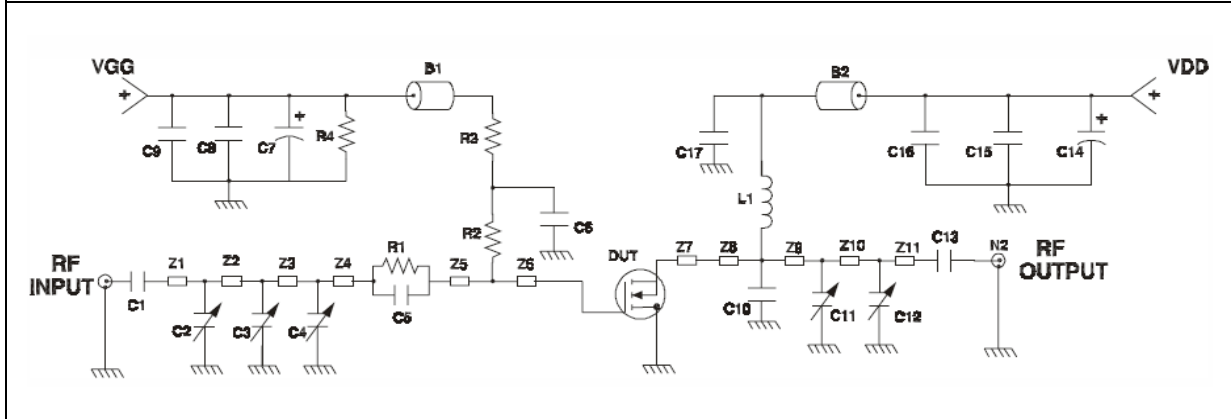 VGG
+
B1
B2
VDD
+
C9
C8
+
C7
R4
R3
C17
C16
C15
+
C14
C6
L1
R2
RF
INPUT
C1
Z1
Z2
Z3
Z4
R1
C5
Z5
Z6
DUT
Z7
Z8
Z9
Z10
Z11
C13
N2
RF
OUTPUT
C2
C3
C4
C10
C11
C12